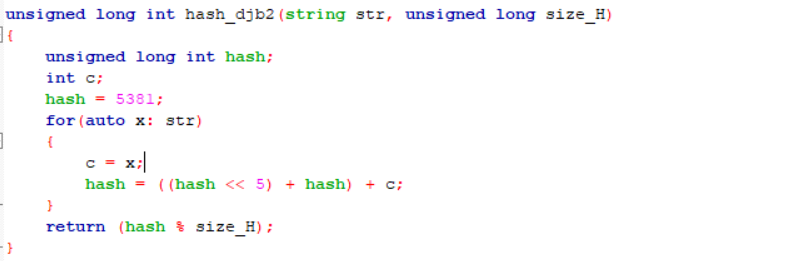 unsigned long int hash_djb2(string str, unsigned long size_H)
{
    unsigned long int hash;
    int c;
    hash = 5381;
    for(auto x: str)
    {
        c = x;
        hash = ((hash << 5) + hash) + c;
    }
    return (hash % size_H);
}